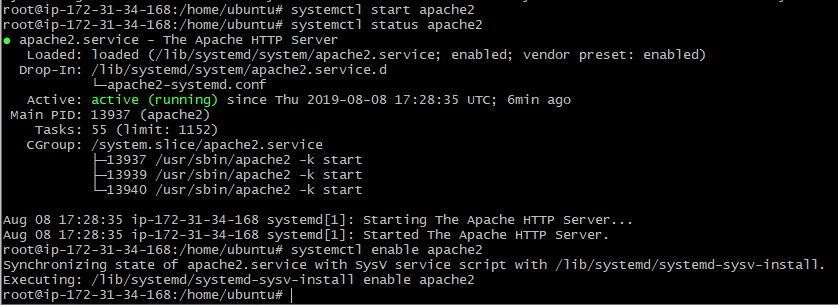 root@ip-172-31-34-168:/home/ubuntu# systemctl start apache2
root@ip-172-31-34-168:/home/ubuntu# systemctl status apache2
● apache2.service - The Apache HTTP Server
   Loaded: loaded (/lib/systemd/system/apache2.service; enabled; vendor preset: enabled)
  Drop-In: /lib/systemd/system/apache2.service.d
           └─apache2-systemd.conf
   Active: active (running) since Thu 2019-08-08 17:28:35 UTC; 6min ago
 Main PID: 13937 (apache2)
    Tasks: 55 (limit: 1152)
   CGroup: /system.slice/apache2.service
           ├─13937 /usr/sbin/apache2 -k start
           ├─13939 /usr/sbin/apache2 -k start
           └─13940 /usr/sbin/apache2 -k start

Aug 08 17:28:35 ip-172-31-34-168 systemd[1]: Starting The Apache HTTP Server...
Aug 08 17:28:35 ip-172-31-34-168 systemd[1]: Started The Apache HTTP Server.
root@ip-172-31-34-168:/home/ubuntu# systemctl enable apache2
Synchronizing state of apache2.service with SysV service script with /lib/systemd/systemd-sysv-install.
Executing: /lib/systemd/systemd-sysv-install enable apache2
root@ip-172-31-34-168:/home/ubuntu#